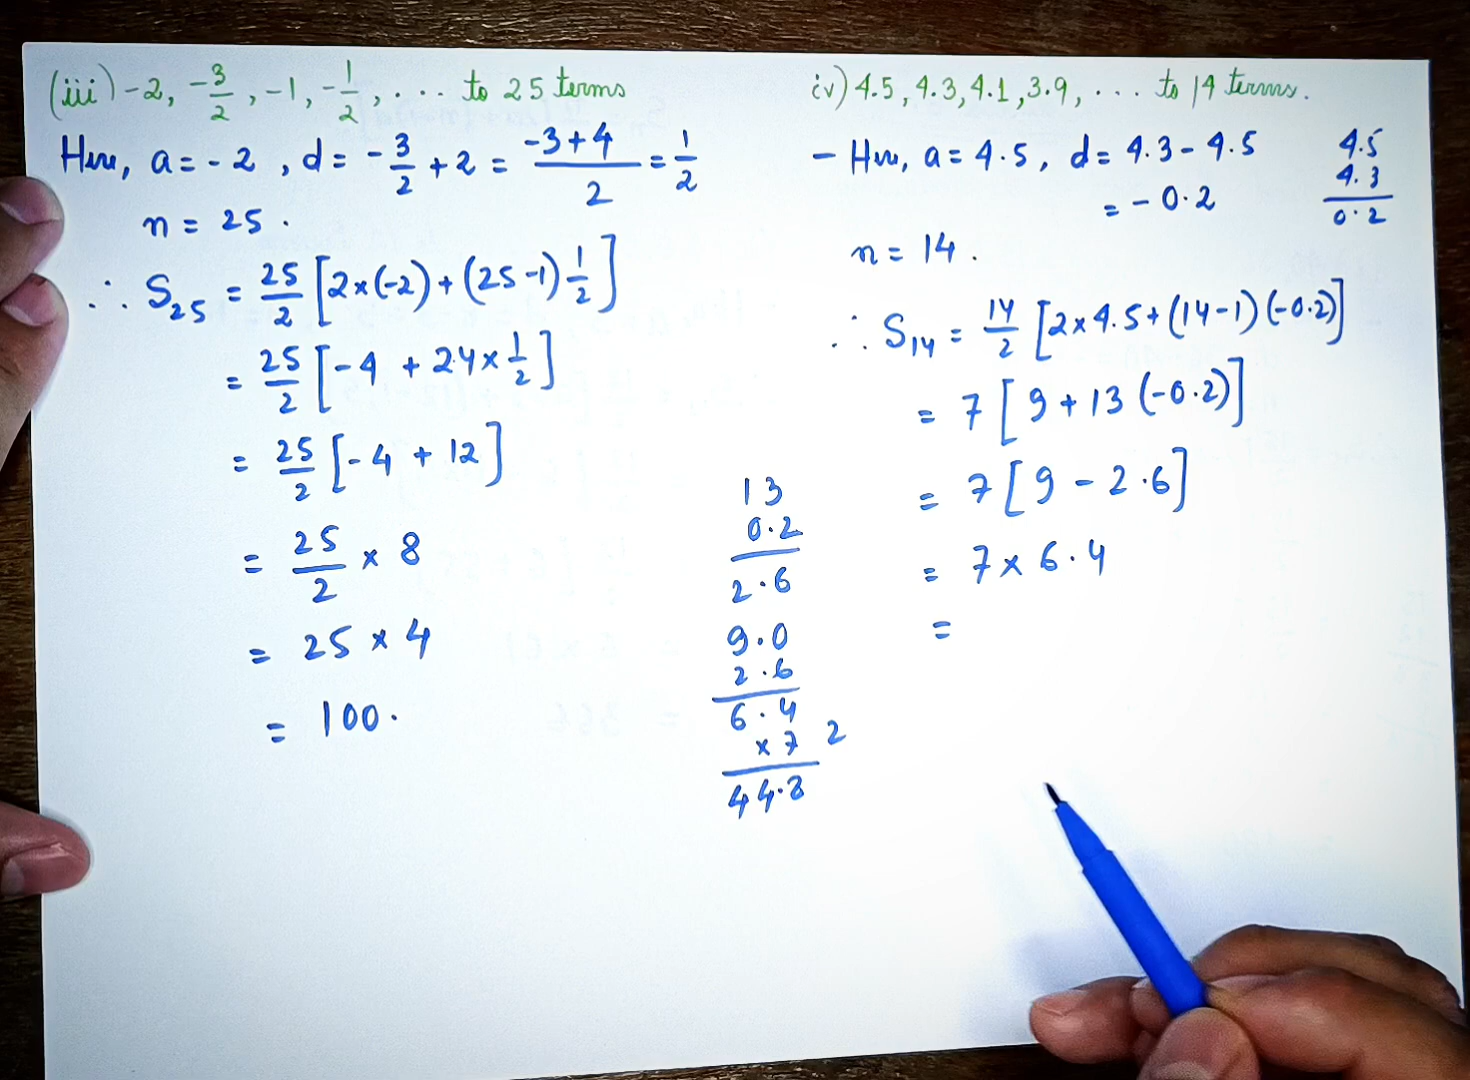 (iii) -2, -3/2, -1, -1/2, ... to 25 terms
Here, a = -2, d = -3/2 + 2 = (-3+4)/2 = 1/2
n = 25.
∴ S25 = 25/2 [2×(-2) + (25-1) 1/2]
= 25/2 [-4 + 24 × 1/2]
= 25/2 [-4 + 12]
= 25/2 × 8
= 25 × 4
= 100.
13
0.2
2.6
9.0
2.6
6.4
×7 2
44.8
iv) 4.5, 4.3, 4.1, 3.9, ... to 14 terms.
- Here, a = 4.5, d = 4.3 - 4.5
= -0.2
4.5
4.3
0.2
n = 14.
∴ S14 = 14/2 [2×4.5 + (14-1)(-0.2)]
= 7 [9 + 13 (-0.2)]
= 7 [9 - 2.6]
= 7 × 6.4
=